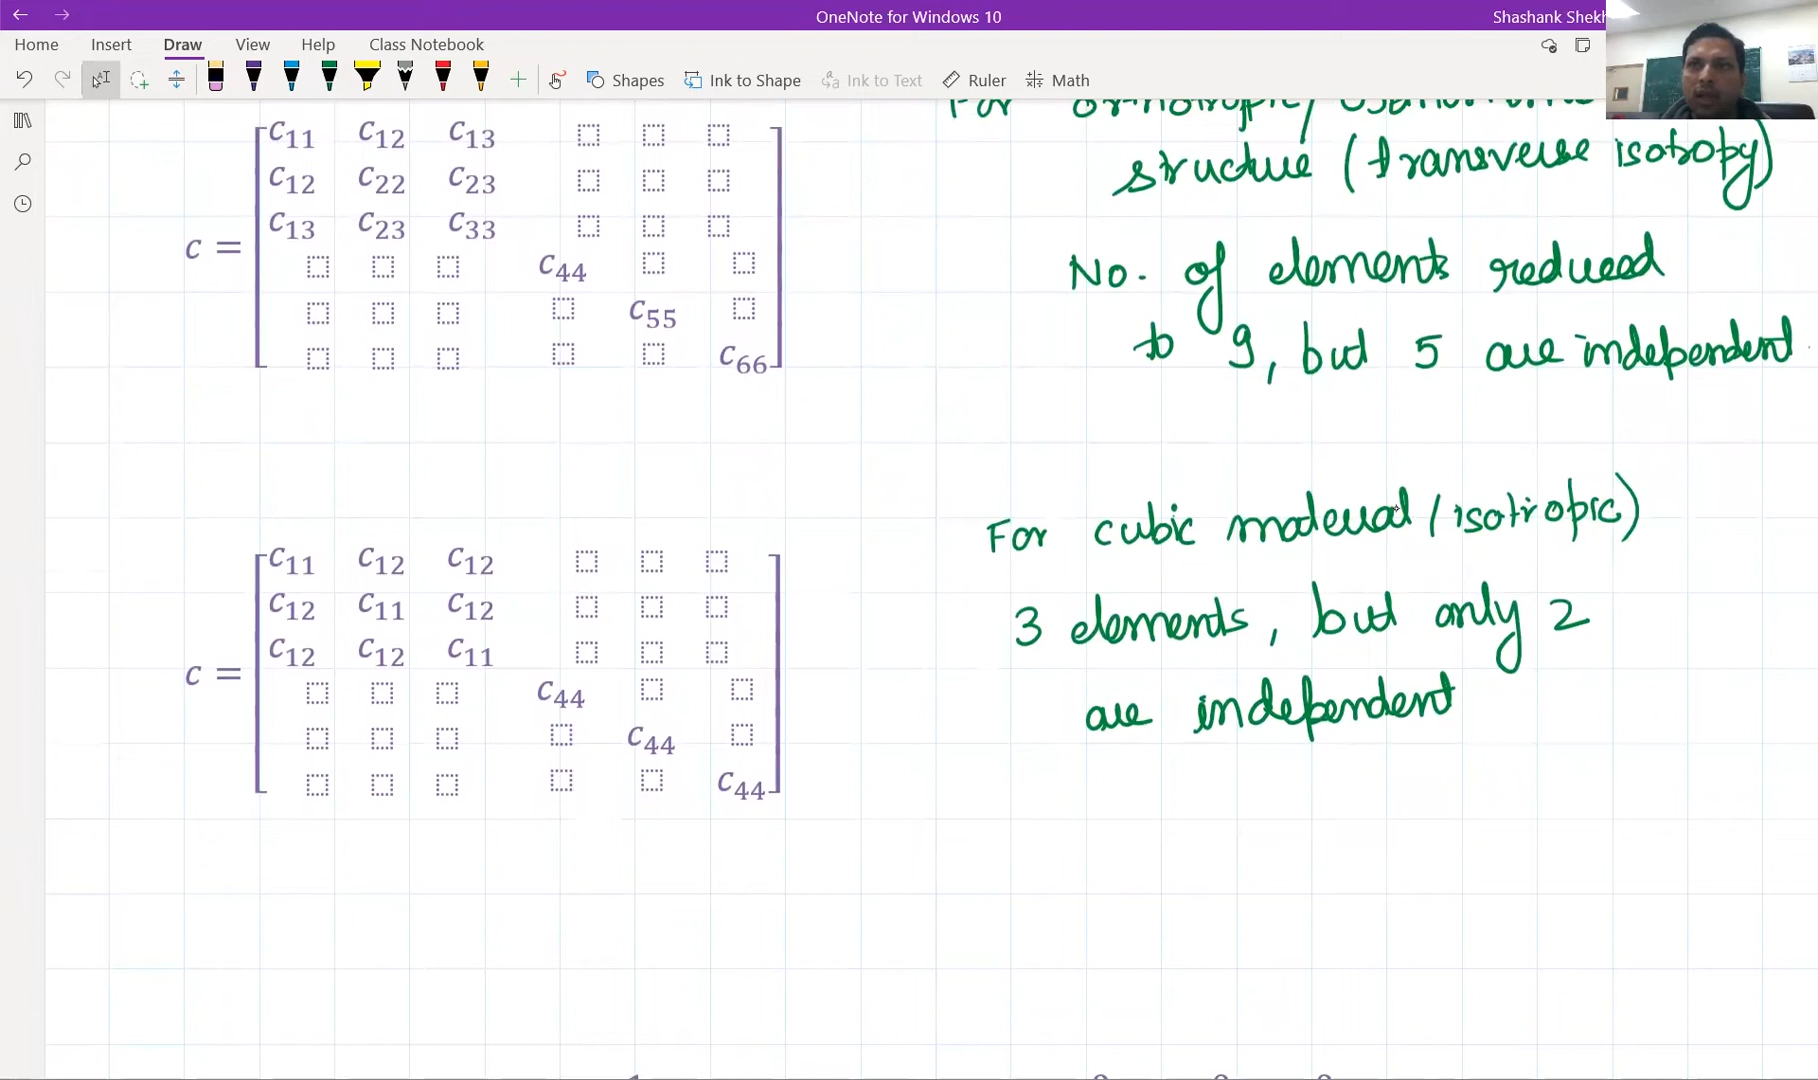 OneNote for Windows 10
Shashank Shekh
Home Insert Draw View Help Class Notebook
Shapes Ink to Shape Ink to Text Ruler Math
c₁₁ c₁₂ c₁₃
c₁₂ c₂₂ c₂₃
c₁₃ c₂₃ c₃₃
c =
c₄₄
c₅₅
c₆₆
For orthotropic/
structure (transverse isotropy)
No. of elements reduced
to 9, but 5 are independent
c₁₁ c₁₂ c₁₂
c₁₂ c₁₁ c₁₂
c₁₂ c₁₂ c₁₁
c =
c₄₄
c₄₄
c₄₄
For cubic material / isotropic)
3 elements, but only 2
are independent